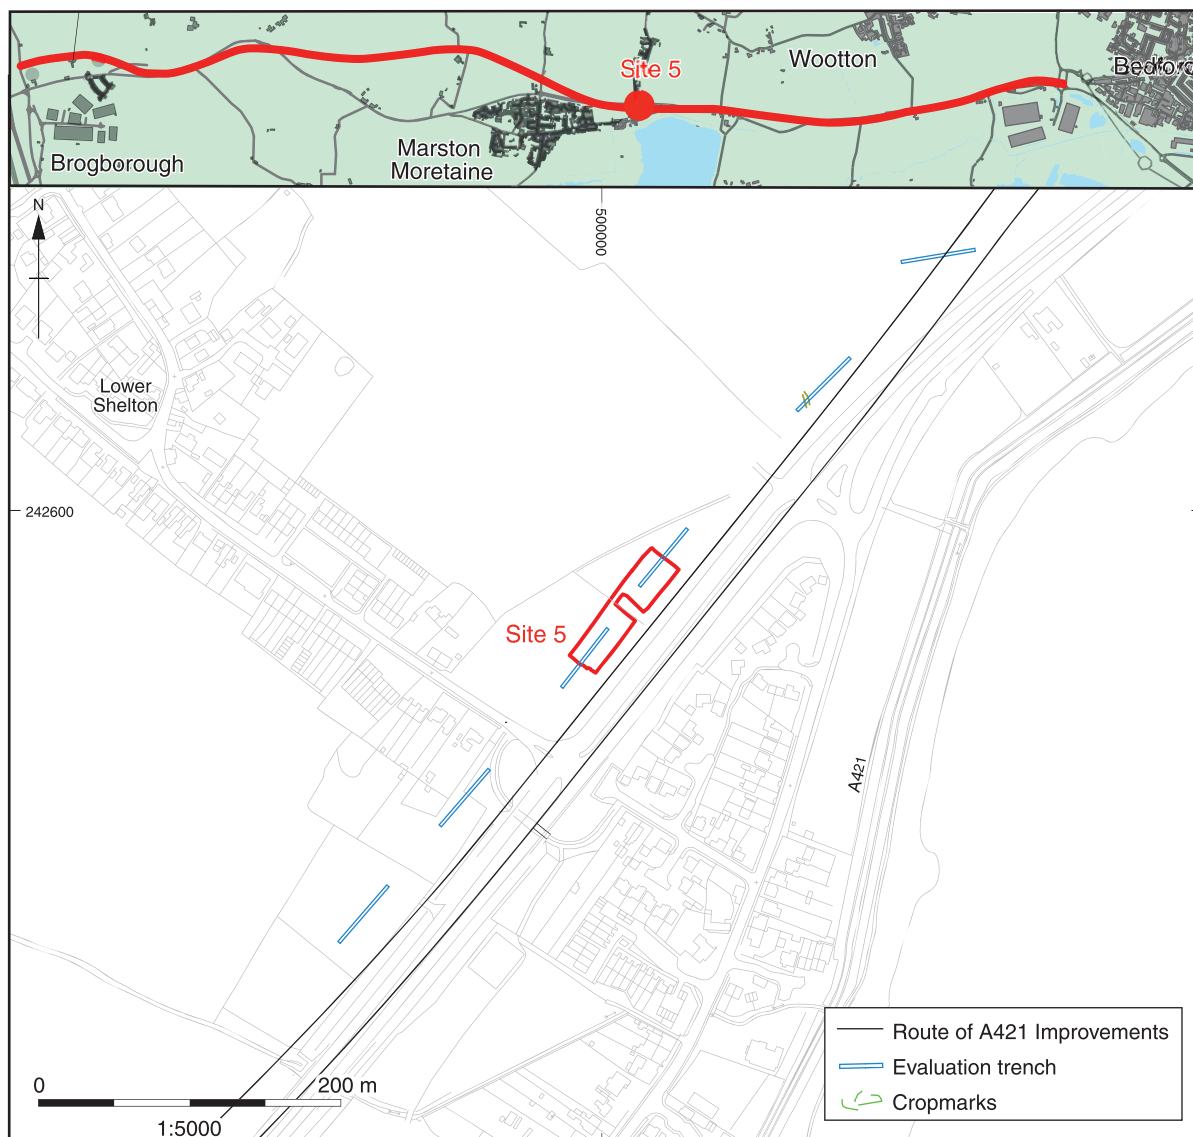 Site 5
Wootton
Bedford
Brogborough
Marston
Moretaine
N
500000
Lower
Shelton
242600
Site 5
A421
Route of A421 Improvements
Evaluation trench
Cropmarks
0
200 m
1:5000